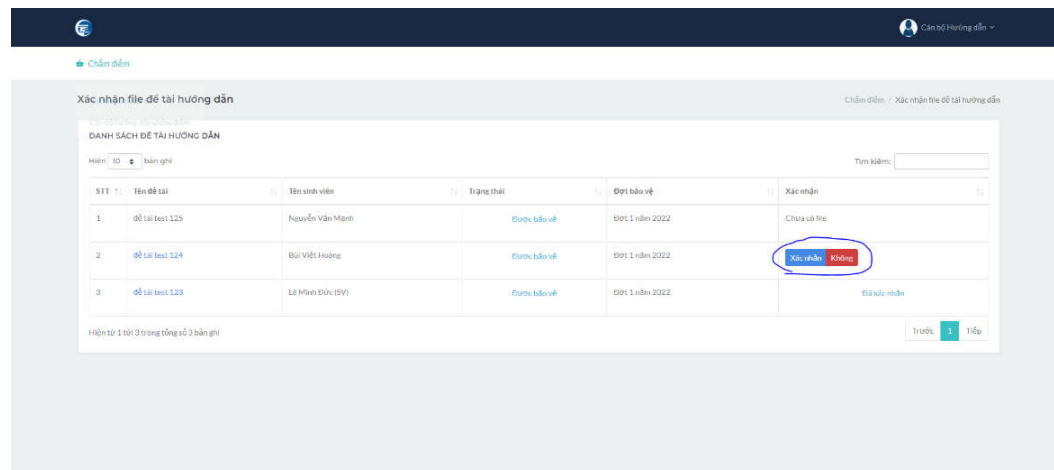 Cán bộ Hướng dẫn
Chấm điểm
Xác nhận file đề tài hướng dẫn
Chấm điểm / Xác nhận file đề tài hướng dẫn
DANH SÁCH ĐỀ TÀI HƯỚNG DẪN
Hiện 10 bản ghi
Tìm kiếm:
STT Tên đề tài Tên sinh viên Trạng thái Đợt bảo vệ Xác nhận
1 đề tài test 125 Nguyễn Văn Mạnh Được bảo vệ Đợt 1 năm 2022 Chưa có file
2 đề tài test 124 Bùi Viết Hoàng Được bảo vệ Đợt 1 năm 2022 Xác nhận Không
3 đề tài test 123 Lê Minh Đức (SV) Được bảo vệ Đợt 1 năm 2022 Đã xác nhận
Hiện từ 1 tới 3 trong tổng số 3 bản ghi
Trước 1 Tiếp